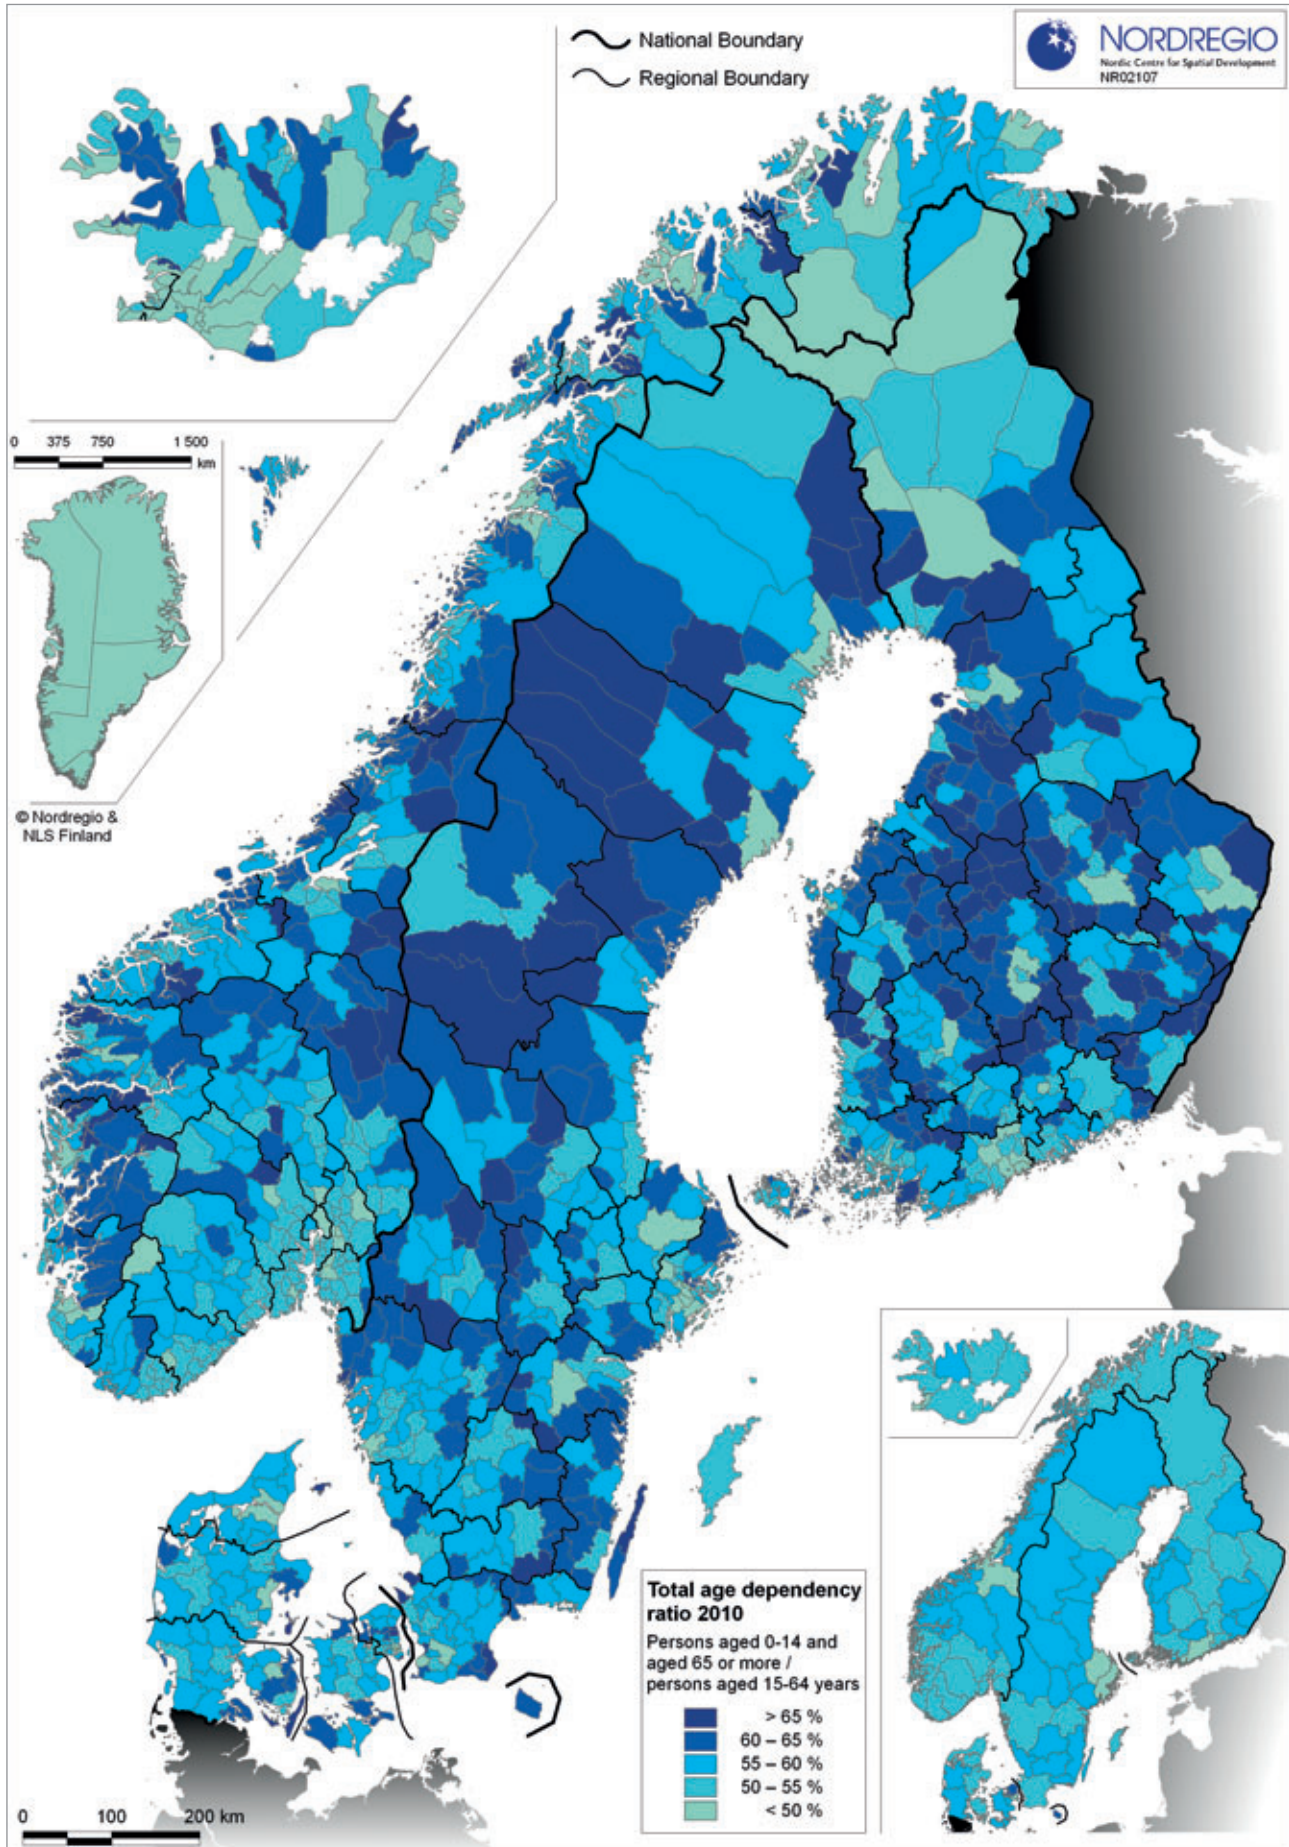 National Boundary
Regional Boundary
NORDREGIO
Nordic Centre for Spatial Development
NR02107
0 375 750 1 500
km
© Nordregio &
NLS Finland
Total age dependency
ratio 2010
Persons aged 0-14 and
aged 65 or more /
persons aged 15-64 years
> 65 %
60 – 65 %
55 – 60 %
50 – 55 %
< 50 %
0 100 200 km